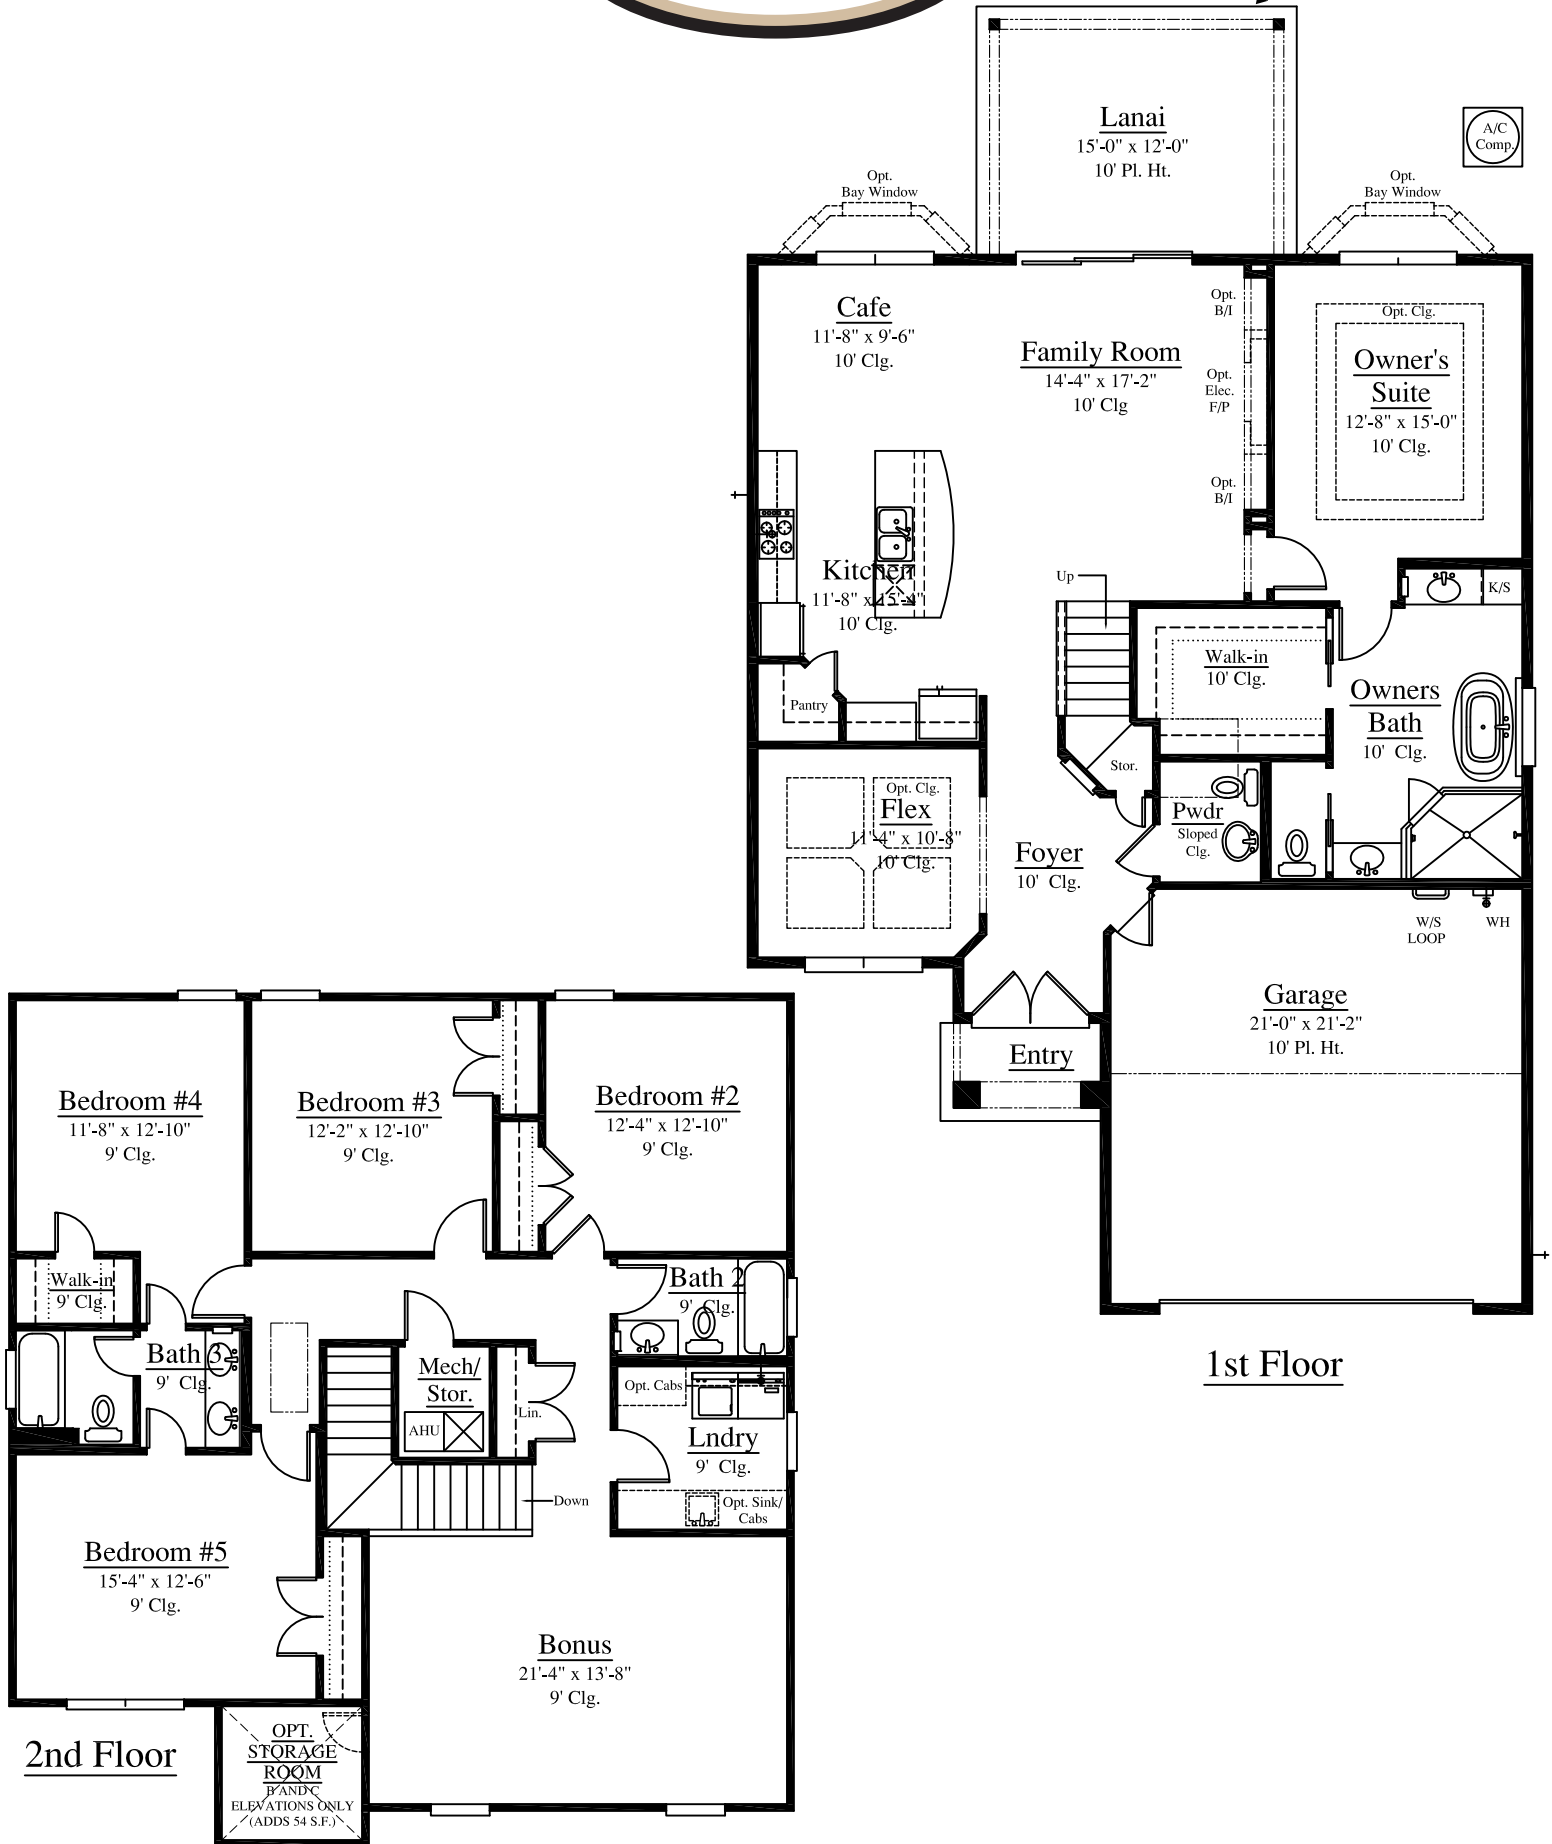 Lanai
15'-0" x 12'-0"
10' Pl. Ht.
A/C
Comp.
Opt.
Bay Window
Opt.
Bay Window
Cafe
11'-8" x 9'-6"
10' Clg.
Family Room
14'-4" x 17'-2"
10' Clg
Opt.
B/I
Opt.
Elec.
F/P
Opt.
B/I
Opt. Clg.
Owner's
Suite
12'-8" x 15'-0"
10' Clg.
Kitchen
11'-8" x 15'-4"
10' Clg.
Up
K/S
Walk-in
10' Clg.
Owners
Bath
10' Clg.
Pantry
Stor.
Opt. Clg.
Flex
11'-4" x 10'-8"
10' Clg.
Pwdr
Sloped
Clg.
Foyer
10' Clg.
W/S
LOOP
WH
Garage
21'-0" x 21'-2"
10' Pl. Ht.
Entry
1st Floor
Bedroom #4
11'-8" x 12'-10"
9' Clg.
Bedroom #3
12'-2" x 12'-10"
9' Clg.
Bedroom #2
12'-4" x 12'-10"
9' Clg.
Walk-in
9' Clg.
Bath 2
9' Clg.
Bath 3
9' Clg.
Mech/
Stor.
AHU
Lin.
Opt. Cabs
Lndry
9' Clg.
Opt. Sink/
Cabs
Down
Bedroom #5
15'-4" x 12'-6"
9' Clg.
Bonus
21'-4" x 13'-8"
9' Clg.
2nd Floor
OPT.
STORAGE
ROOM
B AND C
ELEVATIONS ONLY
(ADDS 54 S.F.)